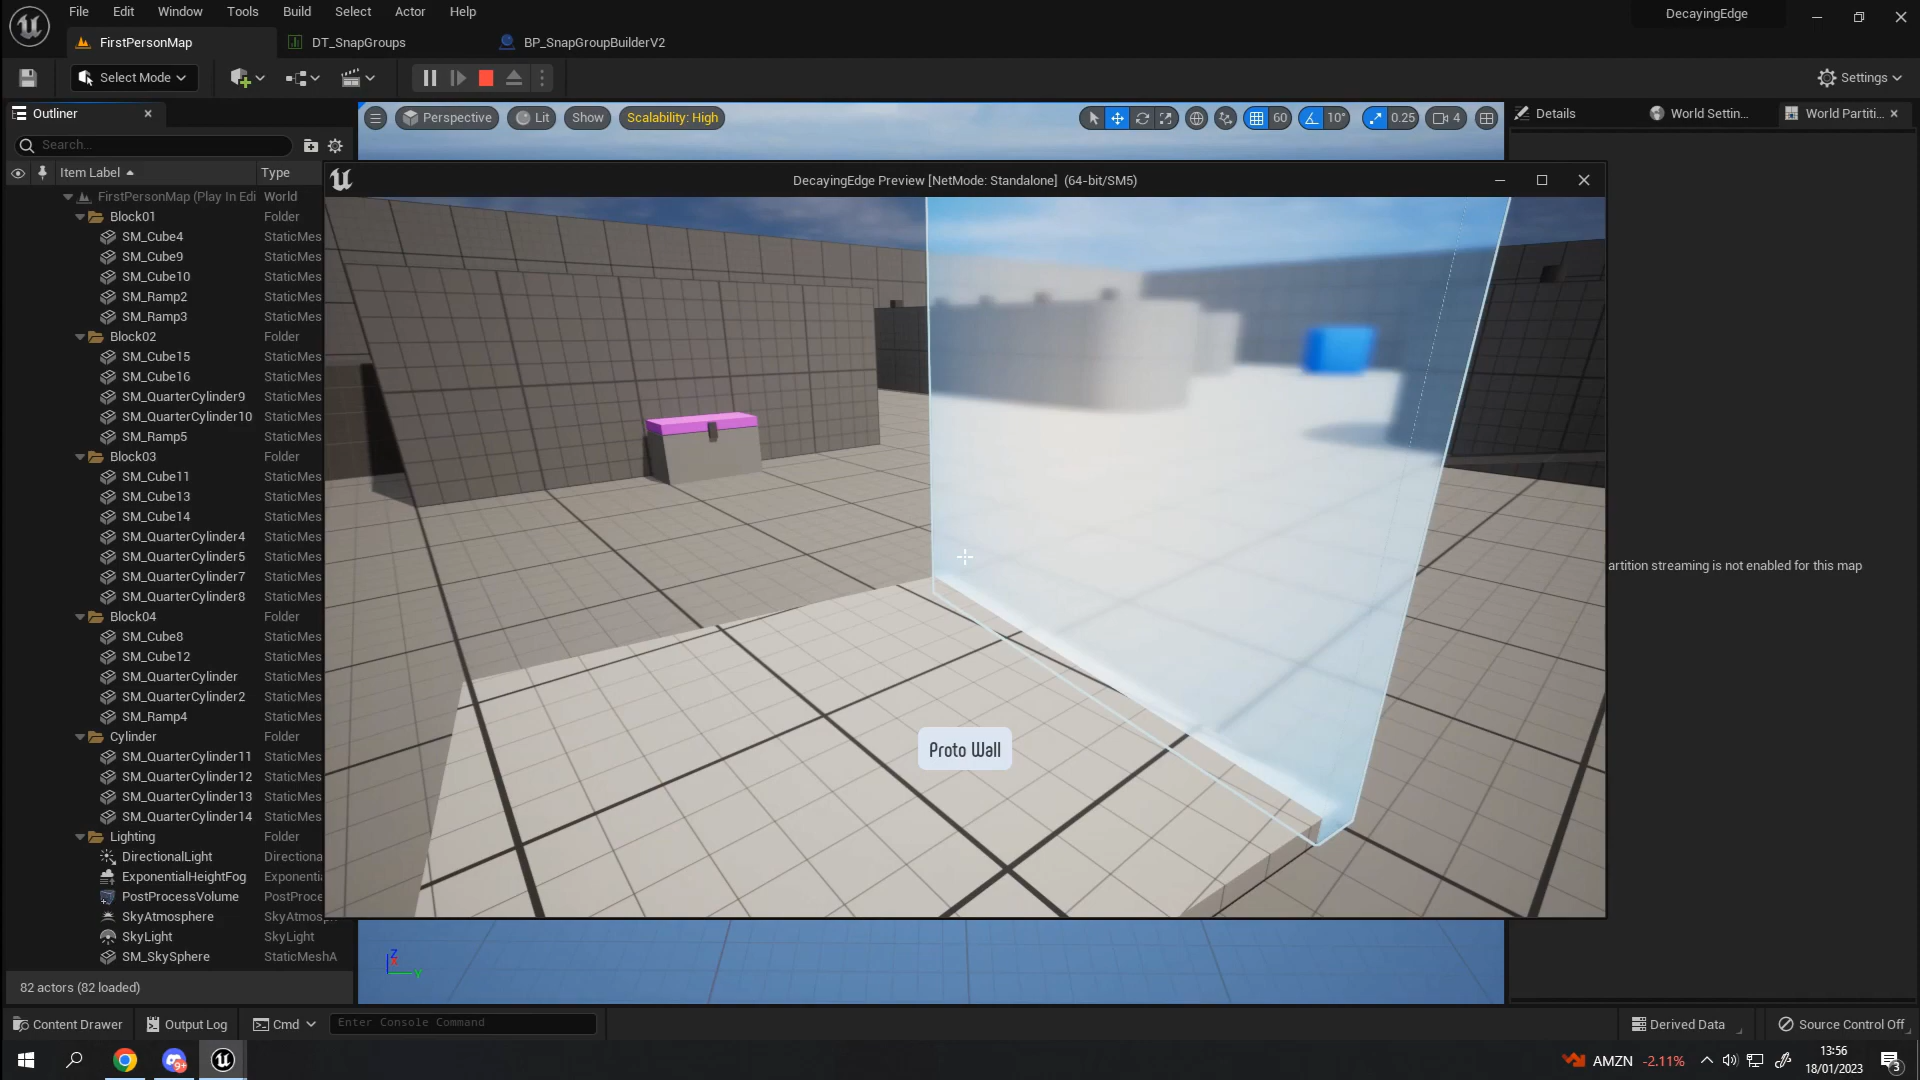 File Edit View Window Tools Build Select Actor Help
DecayingEdge
FirstPersonMap
DT_SnapGroups
BP_SnapGroupBuilderV2
Select Mode
Settings
Outliner
Perspective
Lit
Show
Scalability: High
60
10°
0.25
4
Details
World Settin...
World Partiti...
Search...
Item Label
Type
DecayingEdge Preview [NetMode: Standalone] (64-bit/SM5)
FirstPersonMap (Play In Edi World
Block01 Folder
SM_Cube4 StaticMes
SM_Cube9 StaticMes
SM_Cube10 StaticMes
SM_Ramp2 StaticMes
SM_Ramp3 StaticMes
Block02 Folder
SM_Cube15 StaticMes
SM_Cube16 StaticMes
SM_QuarterCylinder9 StaticMes
SM_QuarterCylinder10 StaticMes
SM_Ramp5 StaticMes
Block03 Folder
SM_Cube11 StaticMes
SM_Cube13 StaticMes
SM_Cube14 StaticMes
SM_QuarterCylinder4 StaticMes
SM_QuarterCylinder5 StaticMes
SM_QuarterCylinder7 StaticMes
SM_QuarterCylinder8 StaticMes
Block04 Folder
SM_Cube8 StaticMes
SM_Cube12 StaticMes
SM_QuarterCylinder StaticMes
SM_QuarterCylinder2 StaticMes
SM_Ramp4 StaticMes
Cylinder Folder
SM_QuarterCylinder11 StaticMes
SM_QuarterCylinder12 StaticMes
SM_QuarterCylinder13 StaticMes
SM_QuarterCylinder14 StaticMes
Lighting Folder
DirectionalLight Directiona
ExponentialHeightFog Exponenti
PostProcessVolume PostProce
SkyAtmosphere SkyAtmosp
SkyLight SkyLight
SM_SkySphere StaticMeshA
artition streaming is not enabled for this map
Proto Wall
Z
Y
82 actors (82 loaded)
Content Drawer
Output Log
Cmd
Enter Console Command
Derived Data
Source Control Off
9+
AMZN -2.11%
13:56
18/01/2023
3